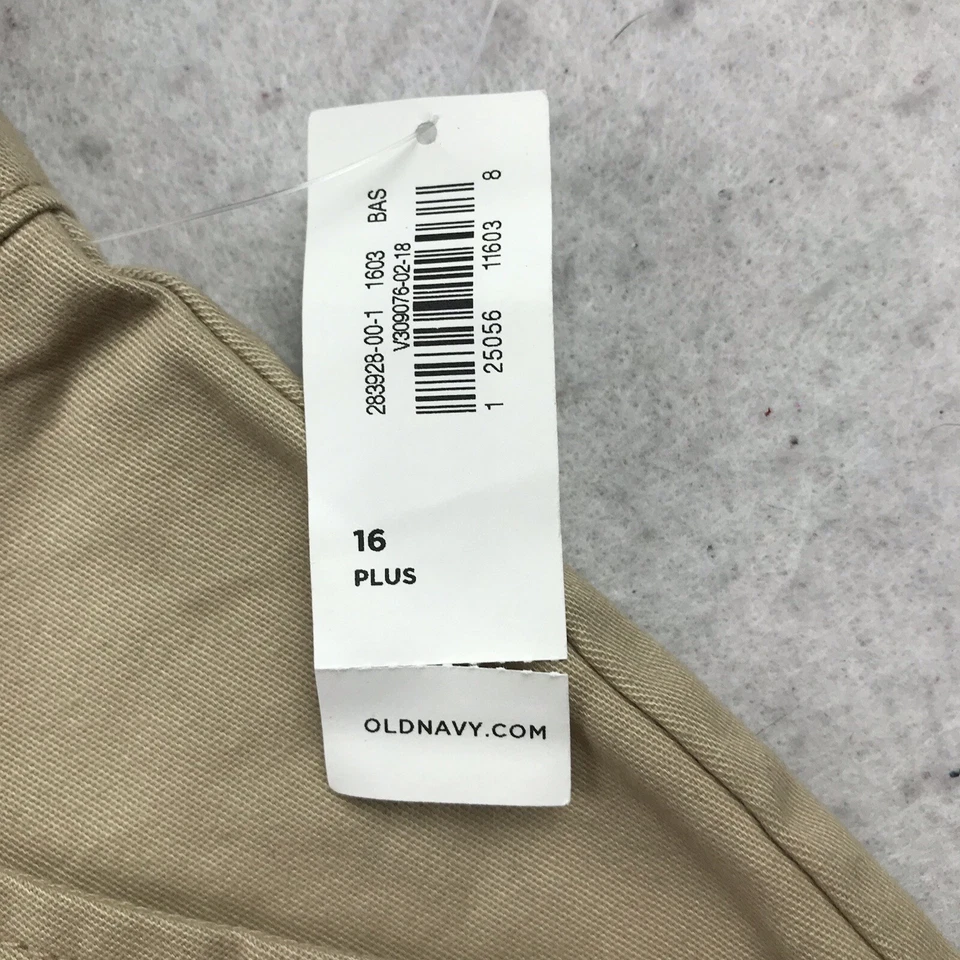 283928-00-1 1603 BAS
V309076-02-18
1 25056 11603 8
16
PLUS
OLDNAVY.COM